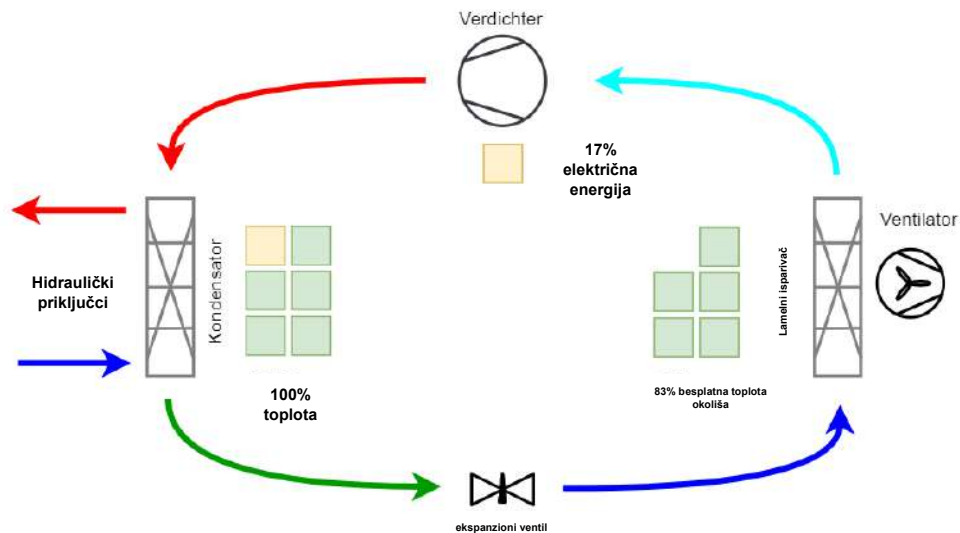 Verdichter
17%
električna
energija
Ventilator
Hidraulički
priključci
Kondensator
Lamelni isparivač
100%
toplota
83% besplatna toplota
okoliša
ekspanzioni ventil